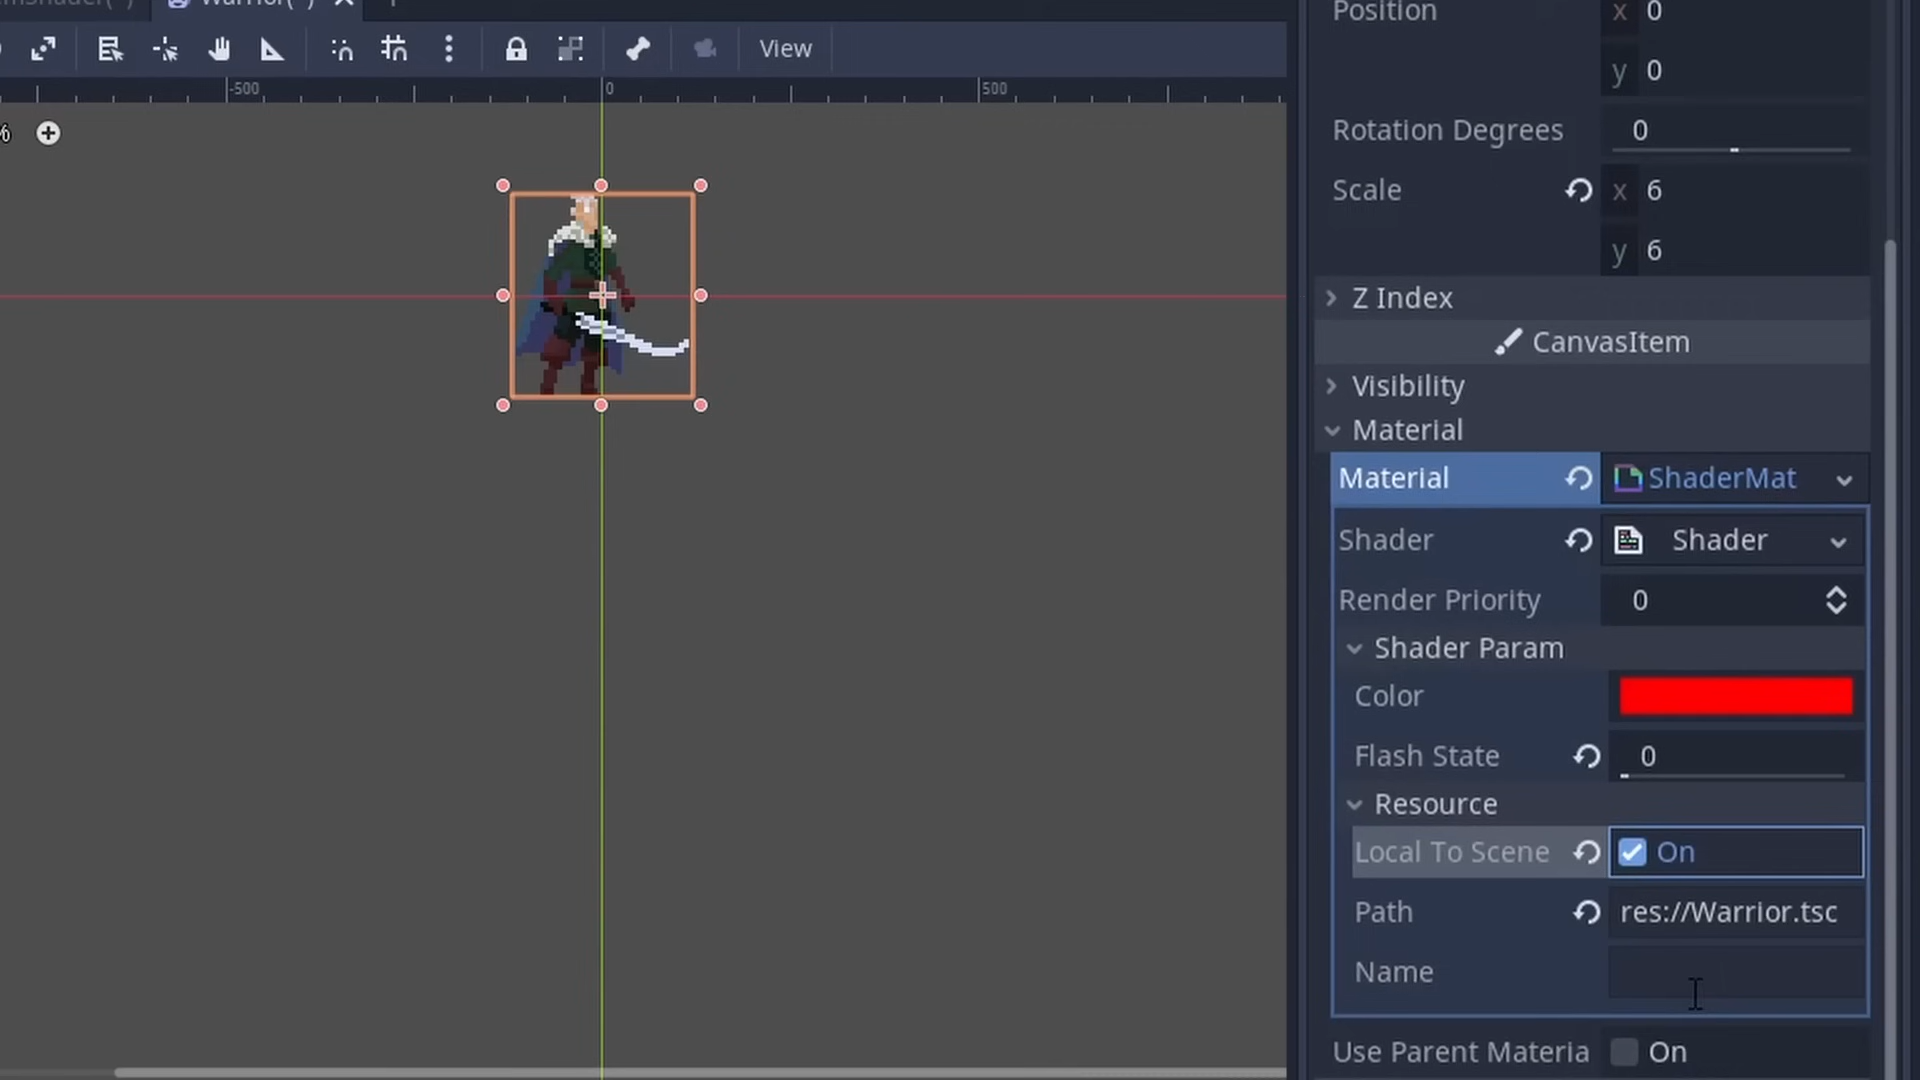 Warrior(*)
View
-500
0
500
%
Position
x 0
y 0
Rotation Degrees 0
Scale x 6
y 6
Z Index
CanvasItem
Visibility
Material
Material ShaderMat
Shader Shader
Render Priority 0
Shader Param
Color
Flash State 0
Resource
Local To Scene On
Path res://Warrior.tsc
Name
Use Parent Materia On